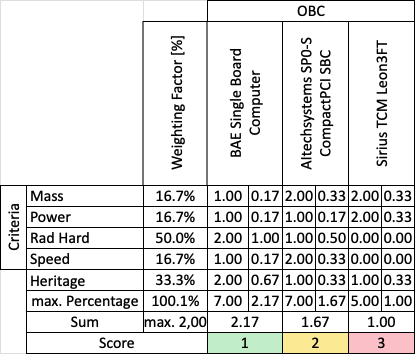 OBC
Weighting Factor [%]
BAE Single Board
Computer
Altechsystems SP0-S
CompactPCI SBC
Sirius TCM Leon3FT
Criteria
Mass 16.7% 1.00 0.17 2.00 0.33 2.00 0.33
Power 16.7% 1.00 0.17 1.00 0.17 2.00 0.33
Rad Hard 50.0% 2.00 1.00 1.00 0.50 0.00 0.00
Speed 16.7% 1.00 0.17 2.00 0.33 0.00 0.00
Heritage 33.3% 2.00 0.67 1.00 0.33 1.00 0.33
max. Percentage 100.1% 7.00 2.17 7.00 1.67 5.00 1.00
Sum max. 2,00 2.17 1.67 1.00
Score 1 2 3